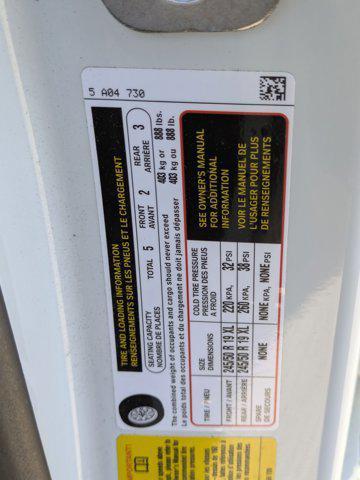 5 A04 730
TIRE AND LOADING INFORMATION
RENSEIGNEMENTS SUR LES PNEUS ET LE CHARGEMENT
SEATING CAPACITY
NOMBRE DE PLACES
TOTAL 5
FRONT
AVANT 2
REAR
ARRIÈRE 3
The combined weight of occupants and cargo should never exceed 403 kg or 888 lbs.
Le poids total des occupants et du chargement ne doit jamais dépasser 403 kg ou 888 lb.
TIRE / PNEU
SIZE
DIMENSIONS
COLD TIRE PRESSURE
PRESSION DES PNEUS
A FROID
FRONT / AVANT 245/50 R 19 XL 220 KPA, 32 PSI
REAR / ARRIÈRE 245/50 R 19 XL 260 KPA, 38 PSI
SPARE
DE SECOURS
NONE NONE KPA, NONE PSI
SEE OWNER'S MANUAL
FOR ADDITIONAL
INFORMATION
VOIR LE MANUEL DE
L'USAGER POUR PLUS
DE RENSEIGNEMENTS